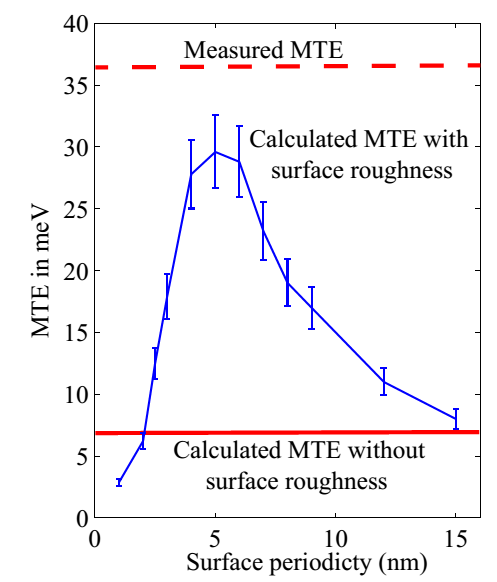 40
Measured MTE
35
Calculated MTE with
surface roughness
30
25
MTE in meV
20
15
10
Calculated MTE without
surface roughness
5
0
0 5 10 15
Surface periodicty (nm)